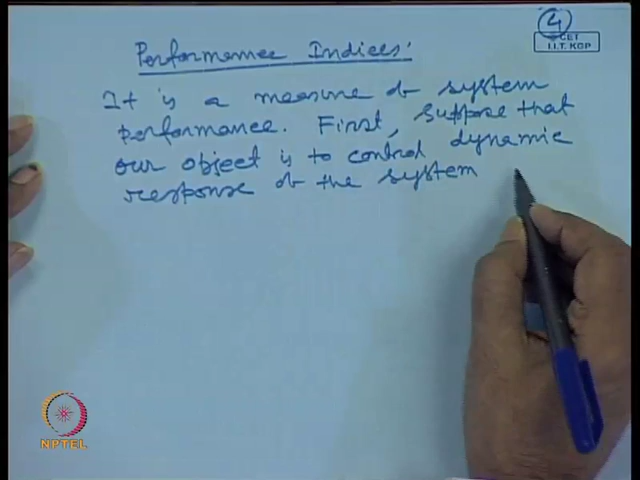 4
CET
I.I.T. KGP
Performance Indices:
It is a measure of system
performance. First, suppose that
our object is to control dynamic
response of the system
NPTEL